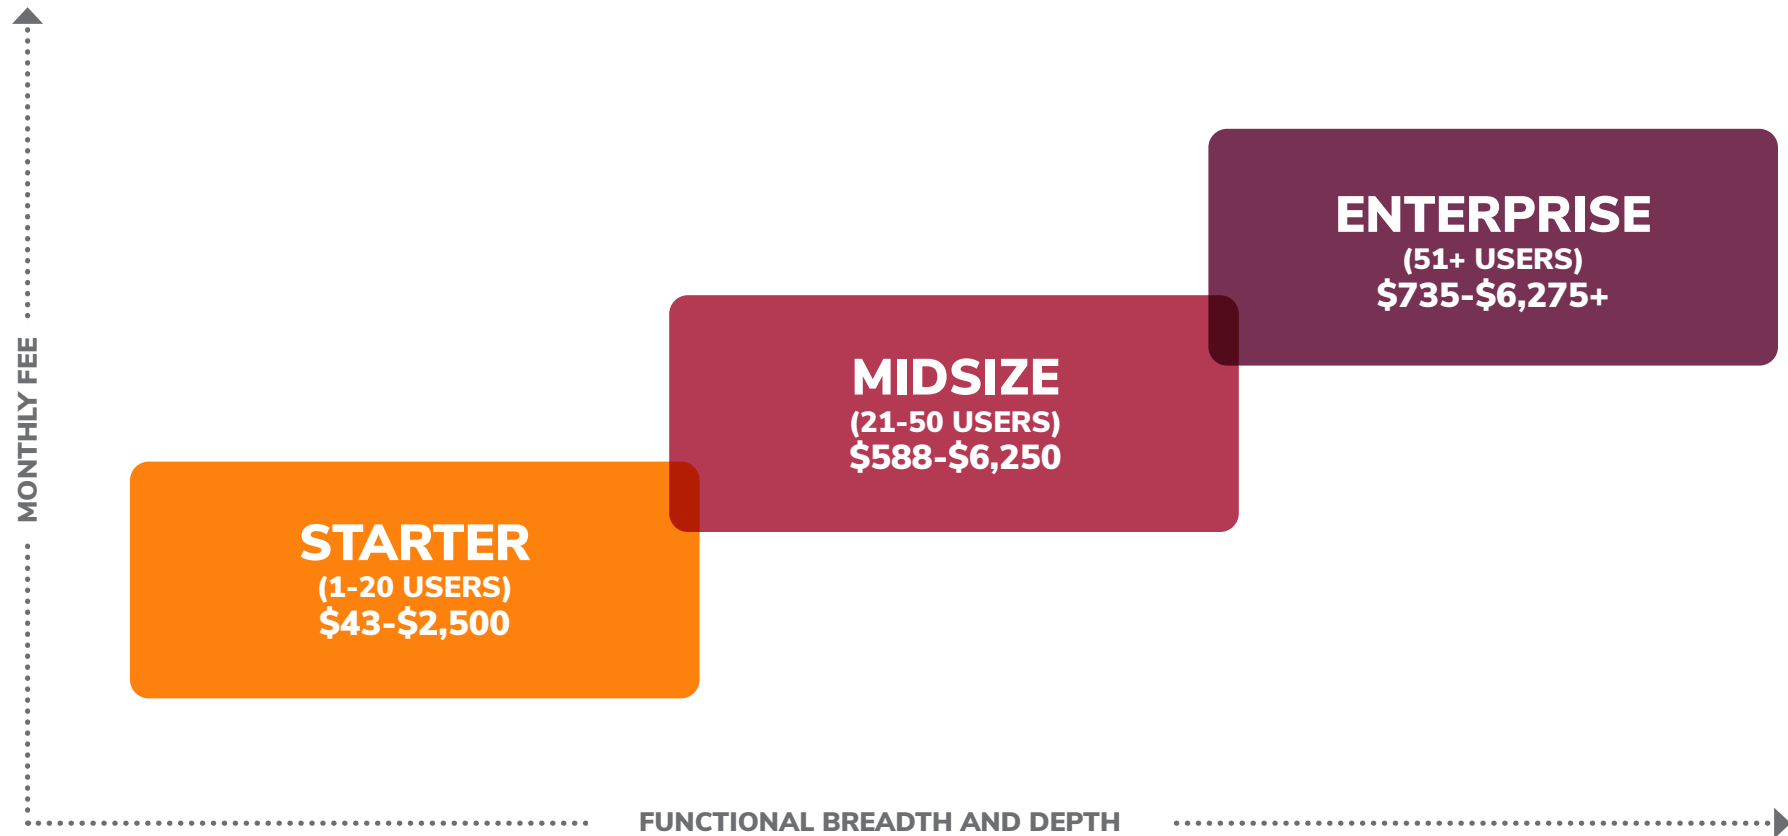 ENTERPRISE
(51+ USERS)
$735-$6,275+
MIDSIZE
(21-50 USERS)
$588-$6,250
STARTER
(1-20 USERS)
$43-$2,500
MONTHLY FEE
FUNCTIONAL BREADTH AND DEPTH